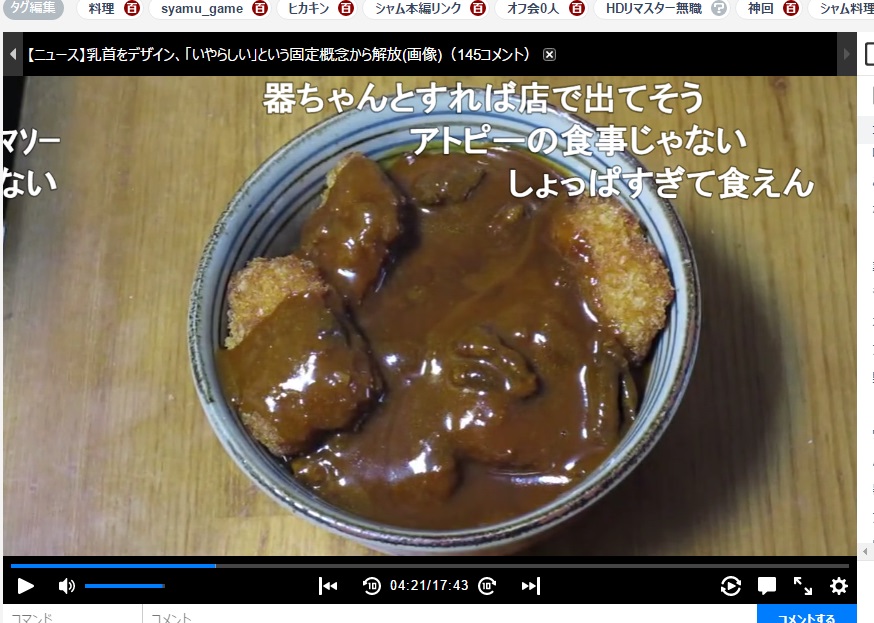 タグ編集 料理 百 syamu_game 百 ヒカキン 百 シャム本編リンク 百 オフ会0人 百 HDリマスター無職 ? 神回 百 シャム料理
【ニュース】乳首をデザイン、「いやらしい」という固定概念から解放(画像)（145コメント）
器ちゃんとすれば店で出てそう
マソー
アトピーの食事じゃない
ない
しょっぱすぎて食えん
10 04:21/17:43 10
コマンド コメント コメントする